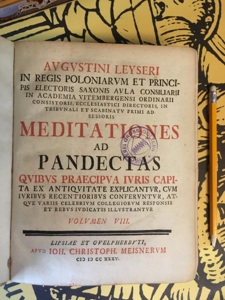 AVGVSTINI LEYSERI
IN REGIS POLONIARVM ET PRINCI-
PIS ELECTORIS SAXONIS AVLA CONSILIARII
IN ACADEMIA VITEMBERGENSI ORDINARII
CONSISTORII ECCLESIASTICI DIRECTORIS, IN
TRIBVNALI ET SCABINATV PRIMI AD-
SESSORIS
MEDITATIONES
AD
PANDECTAS
QVIBVS PRAECIPVA IVRIS CAPI-
TA EX ANTIQVITATE EXPLICANTVR, CVM
IVRIBVS RECENTIORIBVS CONFERVNTVR, AT-
QVE VARIIS CELEBRIVM COLLEGIORVM RESPONSIS
ET REBVS IVDICATIS ILLVSTRANTVR
VOLVMEN VIII.
LIPSIAE ET GVELPHERBYTI,
APVD IOH. CHRISTOPH. MEISNERVM